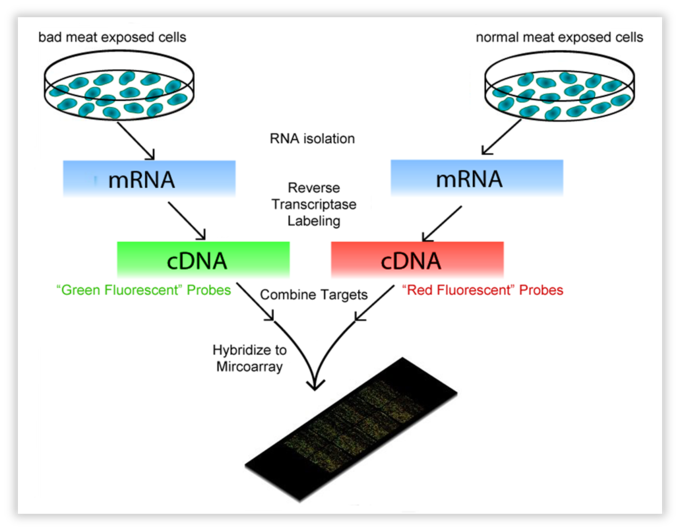 bad meat exposed cells
normal meat exposed cells
RNA isolation
mRNA
mRNA
Reverse
Transcriptase
Labeling
cDNA
cDNA
“Green Fluorescent” Probes
Combine Targets
“Red Fluorescent” Probes
Hybridize to
Mircoarray